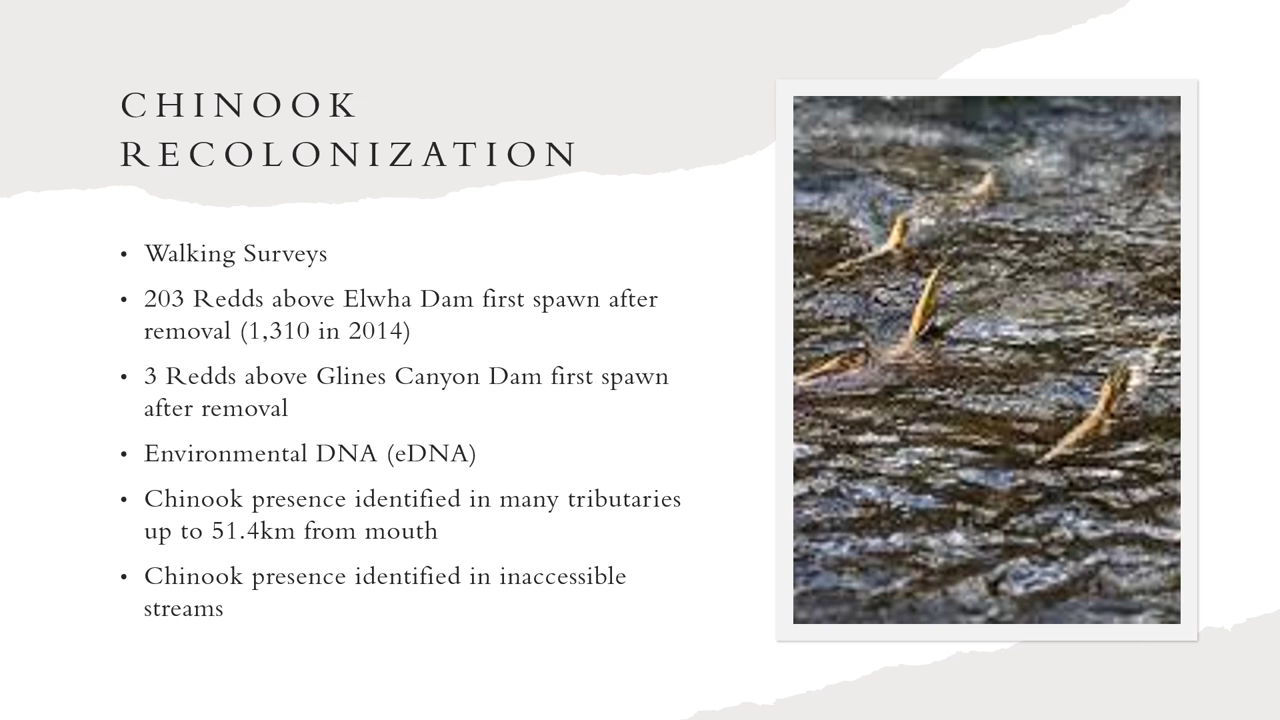 CHINOOK
RECOLONIZATION
• Walking Surveys
• 203 Redds above Elwha Dam first spawn after
removal (1,310 in 2014)
• 3 Redds above Glines Canyon Dam first spawn
after removal
• Environmental DNA (eDNA)
• Chinook presence identified in many tributaries
up to 51.4km from mouth
• Chinook presence identified in inaccessible
streams